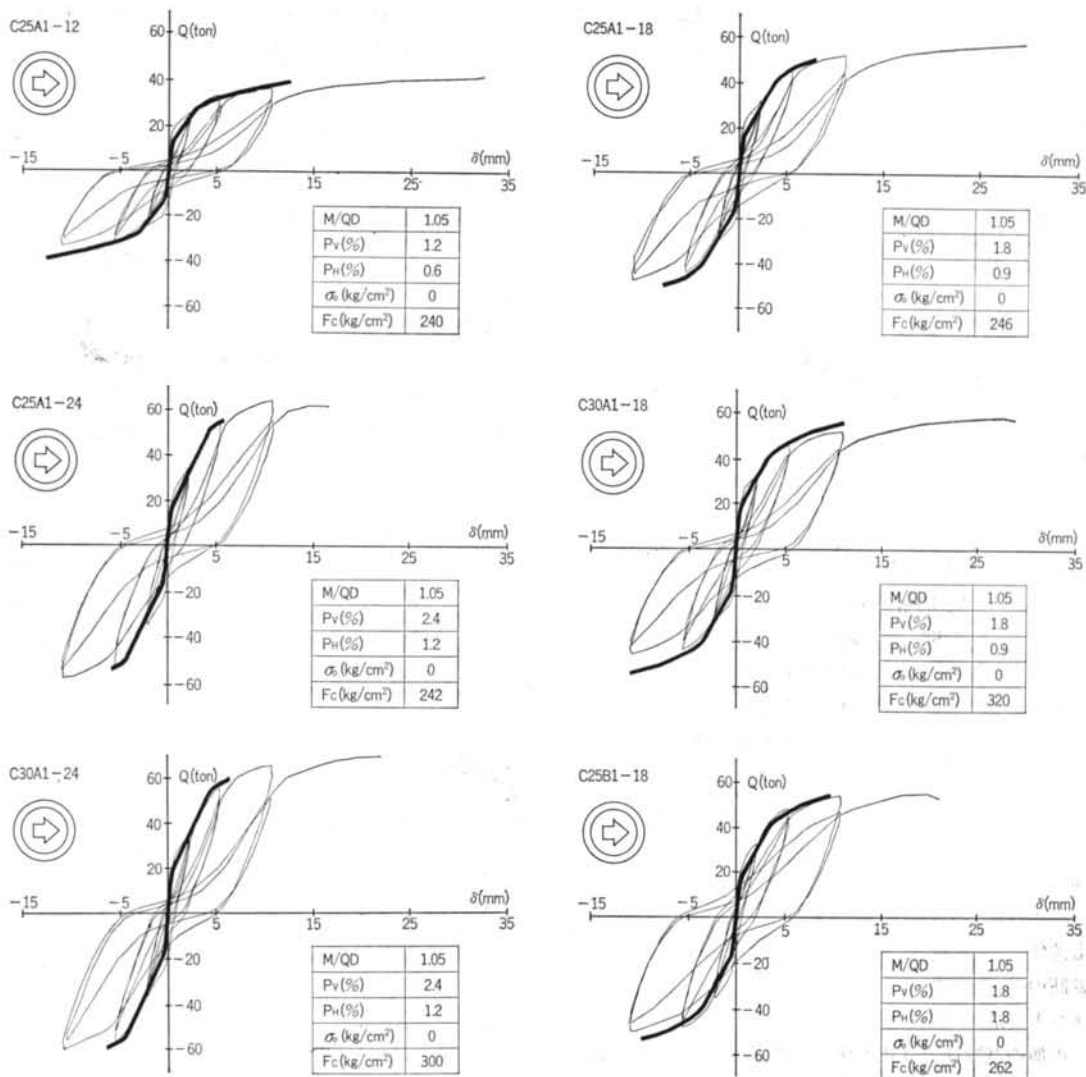 C25A1-12
Q(ton)
60
40
20
-15
-5
5
15
25
35
δ(mm)
-20
-40
-60
M/QD 1.05
PV(%) 1.2
PH(%) 0.6
σ₀(kg/cm²) 0
Fc(kg/cm²) 240
C25A1-18
Q(ton)
60
40
20
-15
-5
5
15
25
35
δ(mm)
-20
-40
-60
M/QD 1.05
PV(%) 1.8
PH(%) 0.9
σ₀(kg/cm²) 0
Fc(kg/cm²) 246
C25A1-24
Q(ton)
60
40
20
-15
-5
5
15
25
35
δ(mm)
-20
-40
-60
M/QD 1.05
PV(%) 2.4
PH(%) 1.2
σ₀(kg/cm²) 0
Fc(kg/cm²) 242
C30A1-18
Q(ton)
60
40
20
-15
-5
5
15
25
35
δ(mm)
-20
-40
-60
M/QD 1.05
PV(%) 1.8
PH(%) 0.9
σ₀(kg/cm²) 0
Fc(kg/cm²) 320
C30A1-24
Q(ton)
60
40
20
-15
-5
5
15
25
35
δ(mm)
-20
-40
-60
M/QD 1.05
PV(%) 2.4
PH(%) 1.2
σ₀(kg/cm²) 0
Fc(kg/cm²) 300
C25B1-18
Q(ton)
60
40
20
-15
-5
5
15
25
35
δ(mm)
-20
-40
-60
M/QD 1.05
PV(%) 1.8
PH(%) 1.8
σ₀(kg/cm²) 0
Fc(kg/cm²) 262